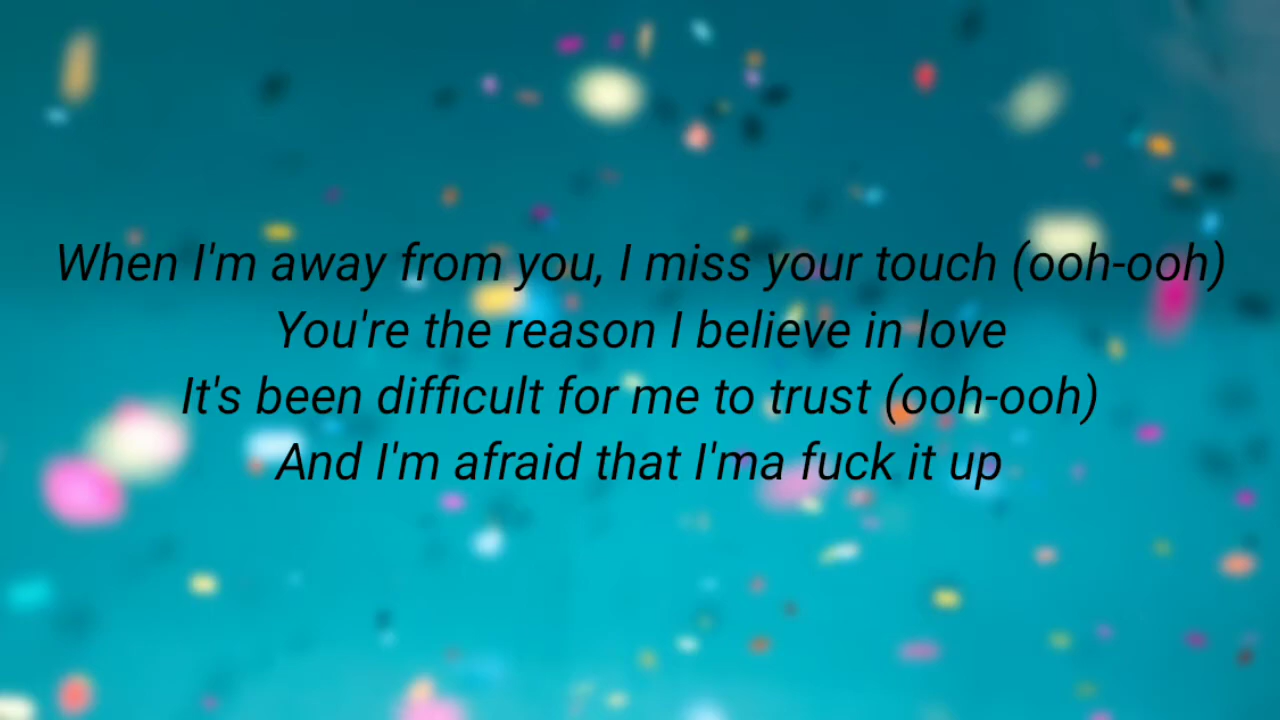 When I'm away from you, I miss your touch (ooh-ooh)
You're the reason I believe in love
It's been difficult for me to trust (ooh-ooh)
And I'm afraid that I'ma fuck it up